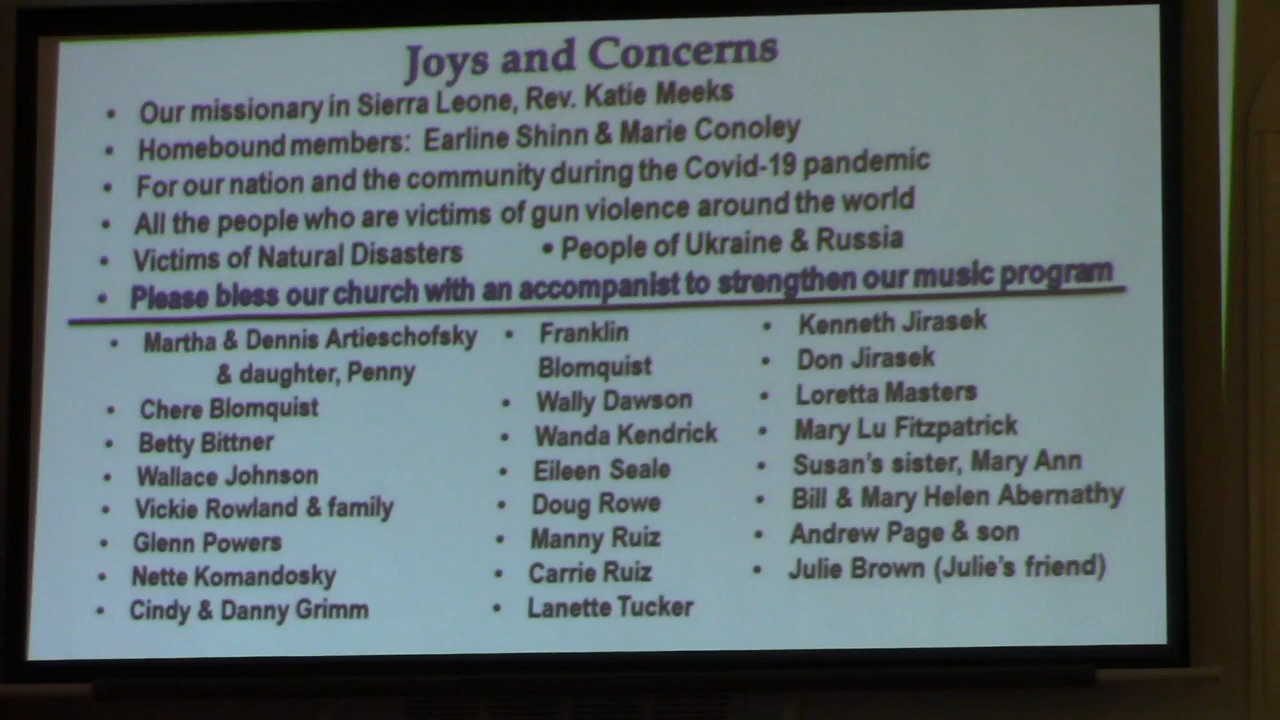 Joys and Concerns
• Our missionary in Sierra Leone, Rev. Katie Meeks
• Homebound members: Earline Shinn & Marie Conoley
• For our nation and the community during the Covid-19 pandemic
• All the people who are victims of gun violence around the world
• Victims of Natural Disasters • People of Ukraine & Russia
• Please bless our church with an accompanist to strengthen our music program
• Martha & Dennis Artieschofsky
& daughter, Penny
• Chere Blomquist
• Betty Bittner
• Wallace Johnson
• Vickie Rowland & family
• Glenn Powers
• Nette Komandosky
• Cindy & Danny Grimm
• Franklin
Blomquist
• Wally Dawson
• Wanda Kendrick
• Eileen Seale
• Doug Rowe
• Manny Ruiz
• Carrie Ruiz
• Lanette Tucker
• Kenneth Jirasek
• Don Jirasek
• Loretta Masters
• Mary Lu Fitzpatrick
• Susan's sister, Mary Ann
• Bill & Mary Helen Abernathy
• Andrew Page & son
• Julie Brown (Julie's friend)